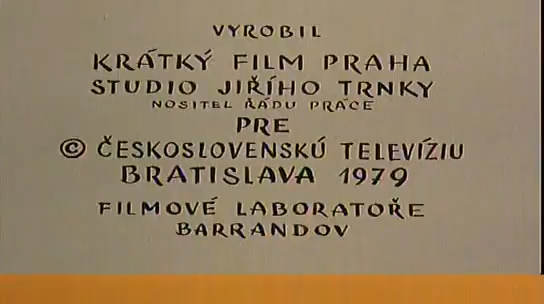 VYROBIL
KRÁTKÝ FILM PRAHA
STUDIO JIŘÍHO TRNKY
NOSITEL ŘÁDU PRÁCE
PRE
© ČESKOSLOVENSKÚ TELEVÍZIU
BRATISLAVA 1979
FILMOVÉ LABORATOŘE
BARRANDOV